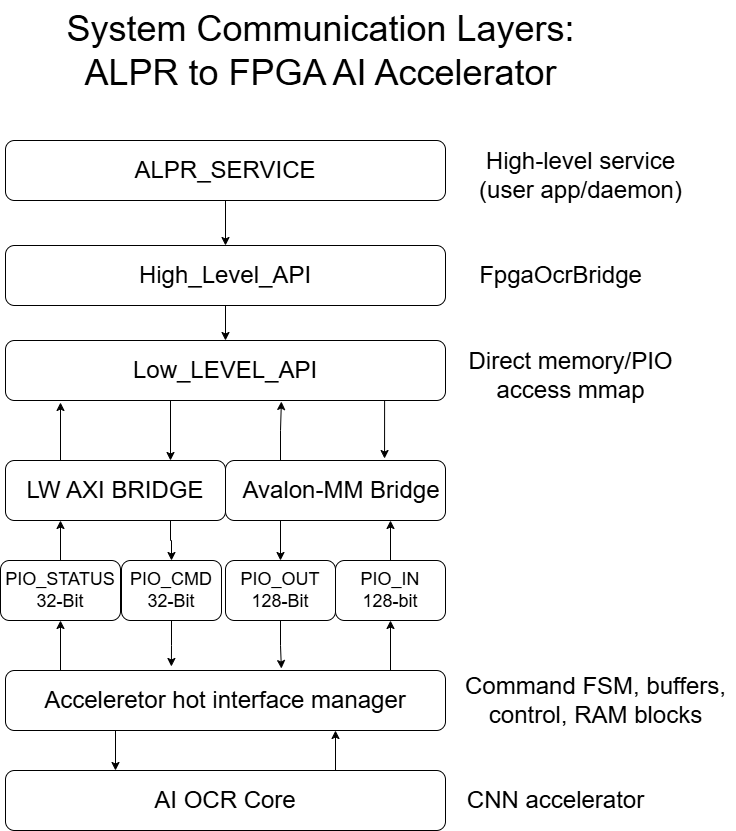 System Communication Layers:
ALPR to FPGA AI Accelerator
ALPR_SERVICE
High-level service
(user app/daemon)
High_Level_API
FpgaOcrBridge
Low_LEVEL_API
Direct memory/PIO
access mmap
LW AXI BRIDGE
Avalon-MM Bridge
PIO_STATUS
32-Bit
PIO_CMD
32-Bit
PIO_OUT
128-Bit
PIO_IN
128-bit
Acceleretor hot interface manager
Command FSM, buffers,
control, RAM blocks
AI OCR Core
CNN accelerator